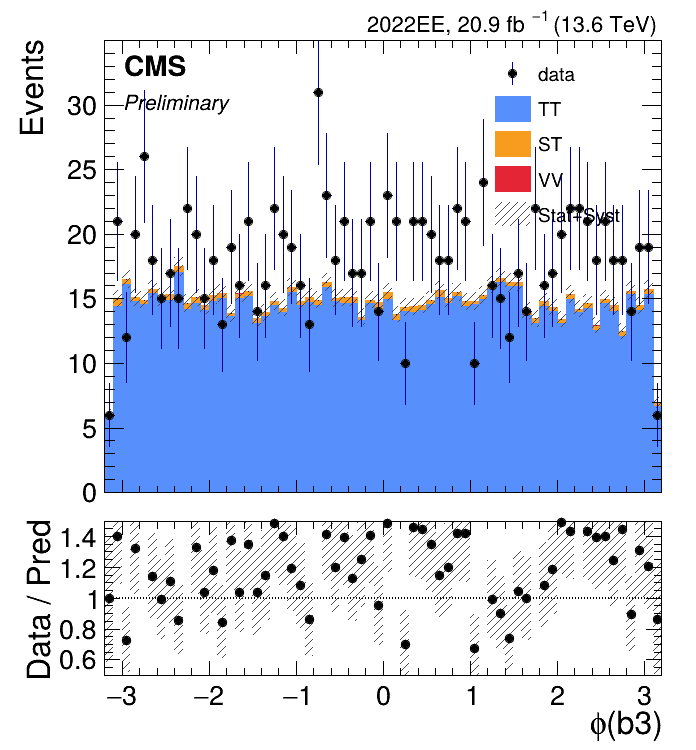 2022EE, 20.9 fb⁻¹ (13.6 TeV)
Events
CMS
Preliminary
data
TT
ST
VV
Stat+Syst
30
25
20
15
10
5
0
Data / Pred
1.4
1.2
1
0.8
0.6
−3 −2 −1 0 1 2 3
ϕ(b3)